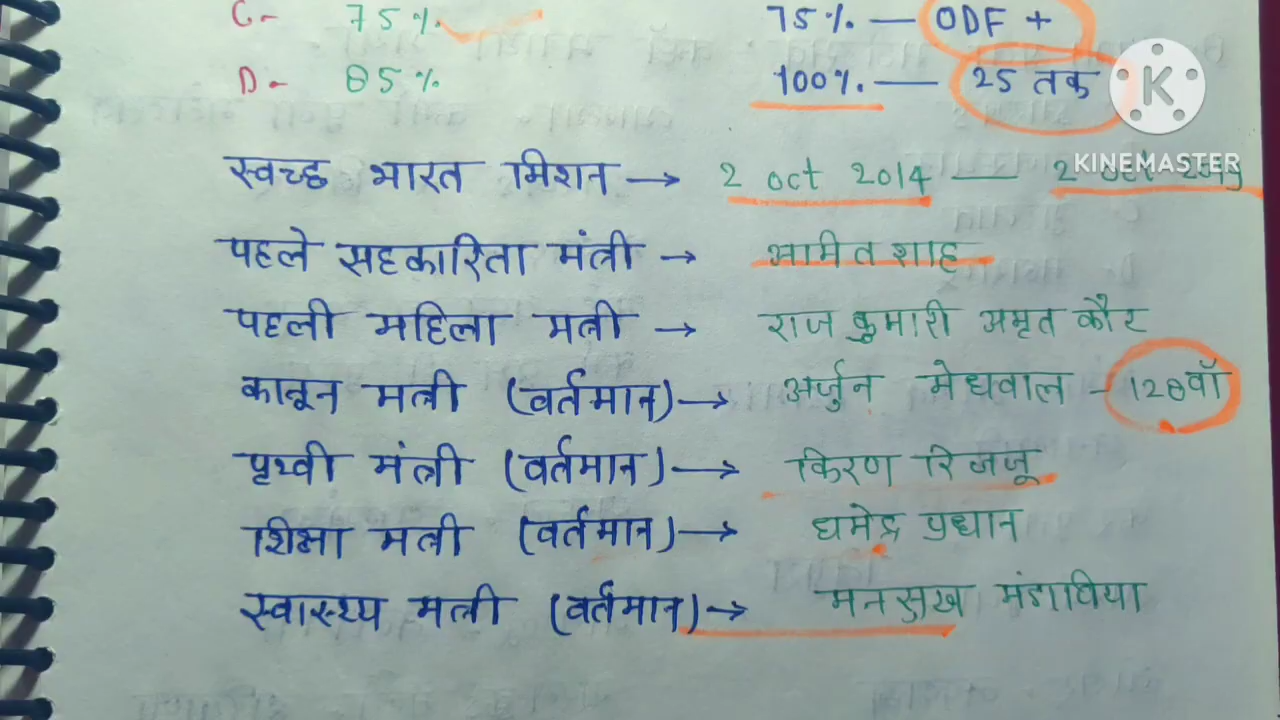 C- 75%
75% — ODF +
D- 85%
100% — 25 तक
KINEMASTER
स्वच्छ भारत मिशन → 2 oct 2014 —
पहले सहकारिता मंत्री → अमित शाह
पहली महिला मंत्री → राज कुमारी अमृत कौर
कानून मंत्री (वर्तमान) → अर्जुन मेघवाल - 128वाँ
पृथ्वी मंत्री (वर्तमान) → किरण रिजजू
शिक्षा मंत्री (वर्तमान) → धमेंद्र प्रधान
स्वास्थ्य मंत्री (वर्तमान) → मनसुख मंडाविया